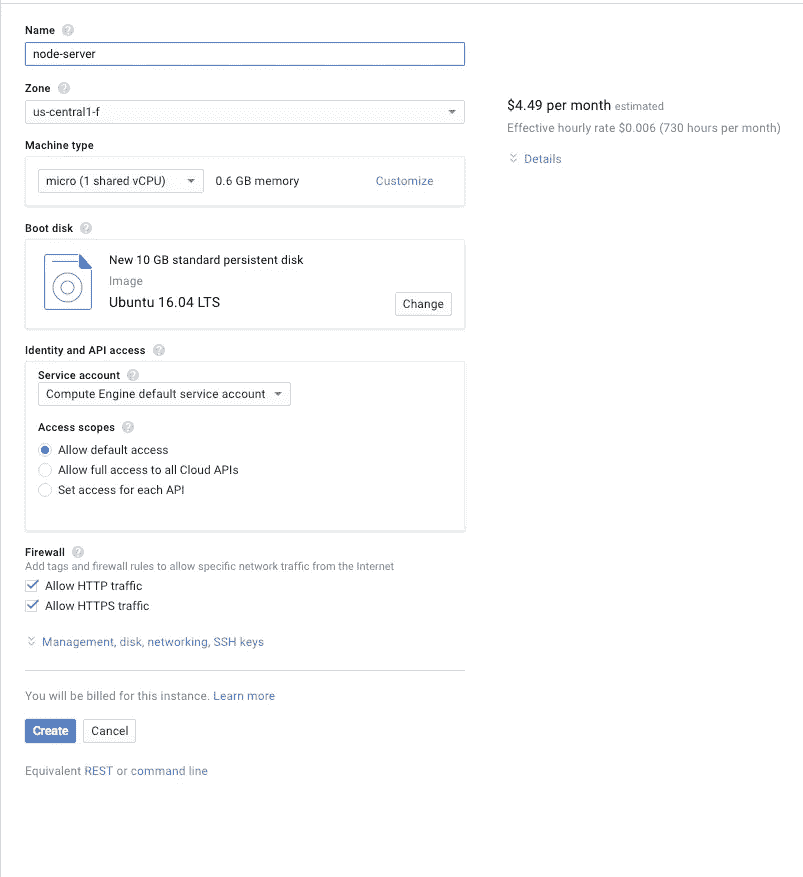 Name
node-server
Zone
us-central1-f
$4.49 per month estimated
Effective hourly rate $0.006 (730 hours per month)
Details
Machine type
micro (1 shared vCPU) 0.6 GB memory Customize
Boot disk
New 10 GB standard persistent disk
Image
Ubuntu 16.04 LTS
Change
Identity and API access
Service account
Compute Engine default service account
Access scopes
Allow default access
Allow full access to all Cloud APIs
Set access for each API
Firewall
Add tags and firewall rules to allow specific network traffic from the Internet
Allow HTTP traffic
Allow HTTPS traffic
Management, disk, networking, SSH keys
You will be billed for this instance. Learn more
Create Cancel
Equivalent REST or command line